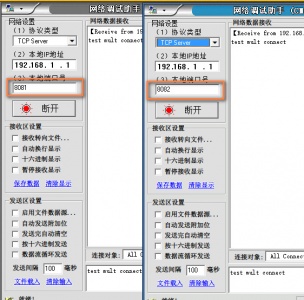 网络调试助手
网络设置
(1) 协议类型
TCP Server
(2) 本地IP地址
192.168. 1 . 1
(3) 本地端口号
8081
断开
接收区设置
接收转向文件...
自动换行显示
十六进制显示
暂停接收显示
保存数据 清除显示
发送区设置
启用文件数据源...
自动发送附加位
发送完自动清空
按十六进制发送
数据流循环发送
发送间隔 100 毫秒
文件载入 清除输入
网络数据接收
【Receive from 18
test mult connect
连接对象: All Co
test mult connect
网络调试助手
网络设置
(1) 协议类型
TCP Server
(2) 本地IP地址
192.168. 1 . 1
(3) 本地端口号
8082
断开
接收区设置
接收转向文件...
自动换行显示
十六进制显示
暂停接收显示
保存数据 清除显示
发送区设置
启用文件数据源...
自动发送附加位
发送完自动清空
按十六进制发送
数据流循环发送
发送间隔 100 毫秒
文件载入 清除输入
网络数据接收
【Receive from 192.168.
test mult connect
连接对象: All Connect
test mult connect